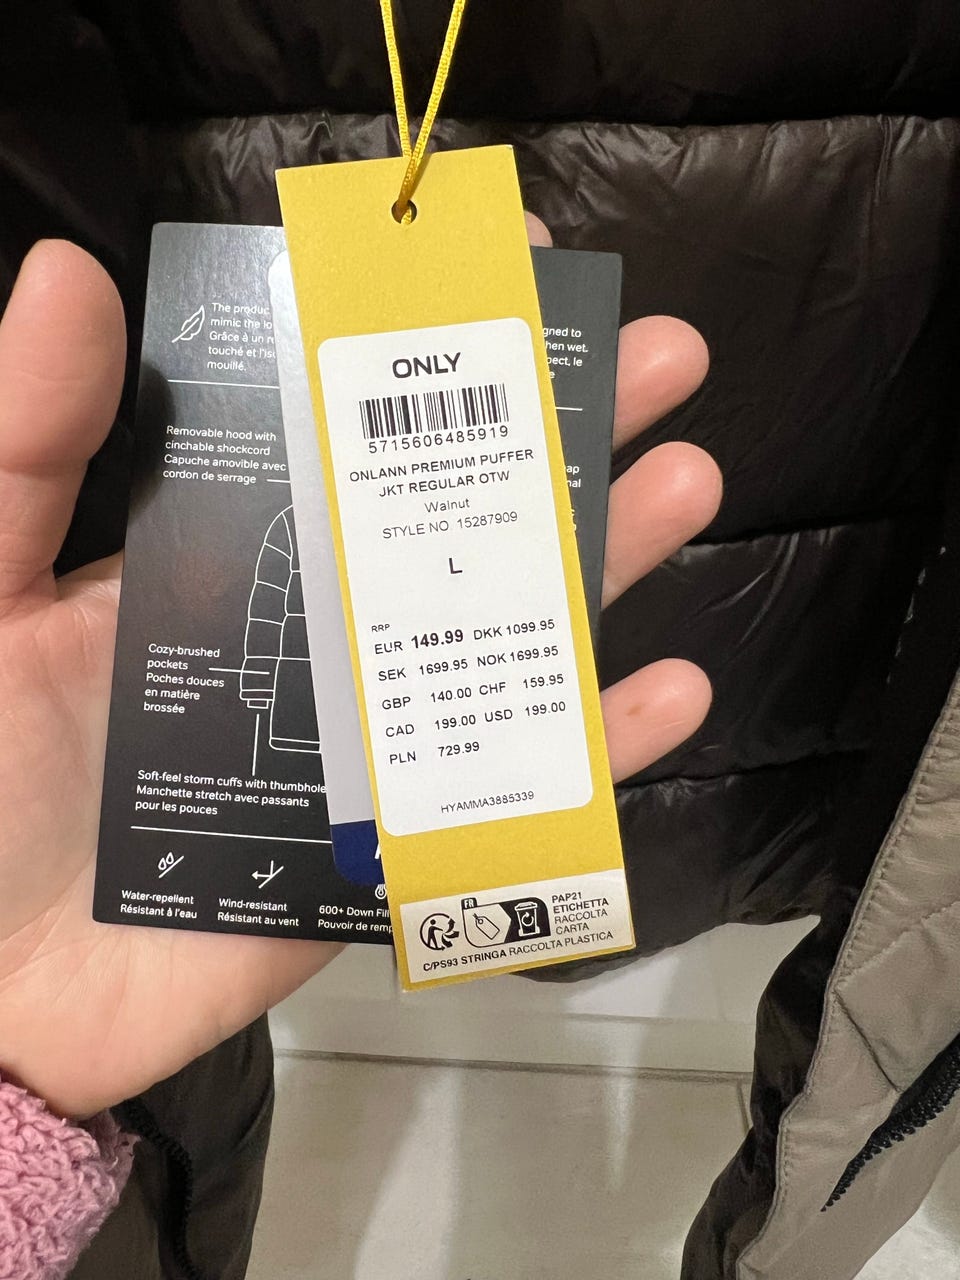 ONLY
5715606485919
ONLANN PREMIUM PUFFER
JKT REGULAR OTW
Walnut
STYLE NO. 15287909
L
RRP
EUR 149.99 DKK 1099.95
SEK 1699.95 NOK 1699.95
GBP 140.00 CHF 159.95
CAD 199.00 USD 199.00
PLN 729.99
HYAMMA3885339
FR
PAP21
ETICHETTA
RACCOLTA
CARTA
C/PS93 STRINGA RACCOLTA PLASTICA
The produc
mimic the lo
Grâce à un re
touché et l'iso
mouillé.
gned to
hen wet.
pect, le
e
Removable hood with
cinchable shockcord
Capuche amovible avec
cordon de serrage
Cozy-brushed
pockets
Poches douces
en matière
brossée
Soft-feel storm cuffs with thumbhole
Manchette stretch avec passants
pour les pouces
Water-repellent
Résistant à l'eau
Wind-resistant
Résistant au vent
600+ Down Fill
Pouvoir de remp